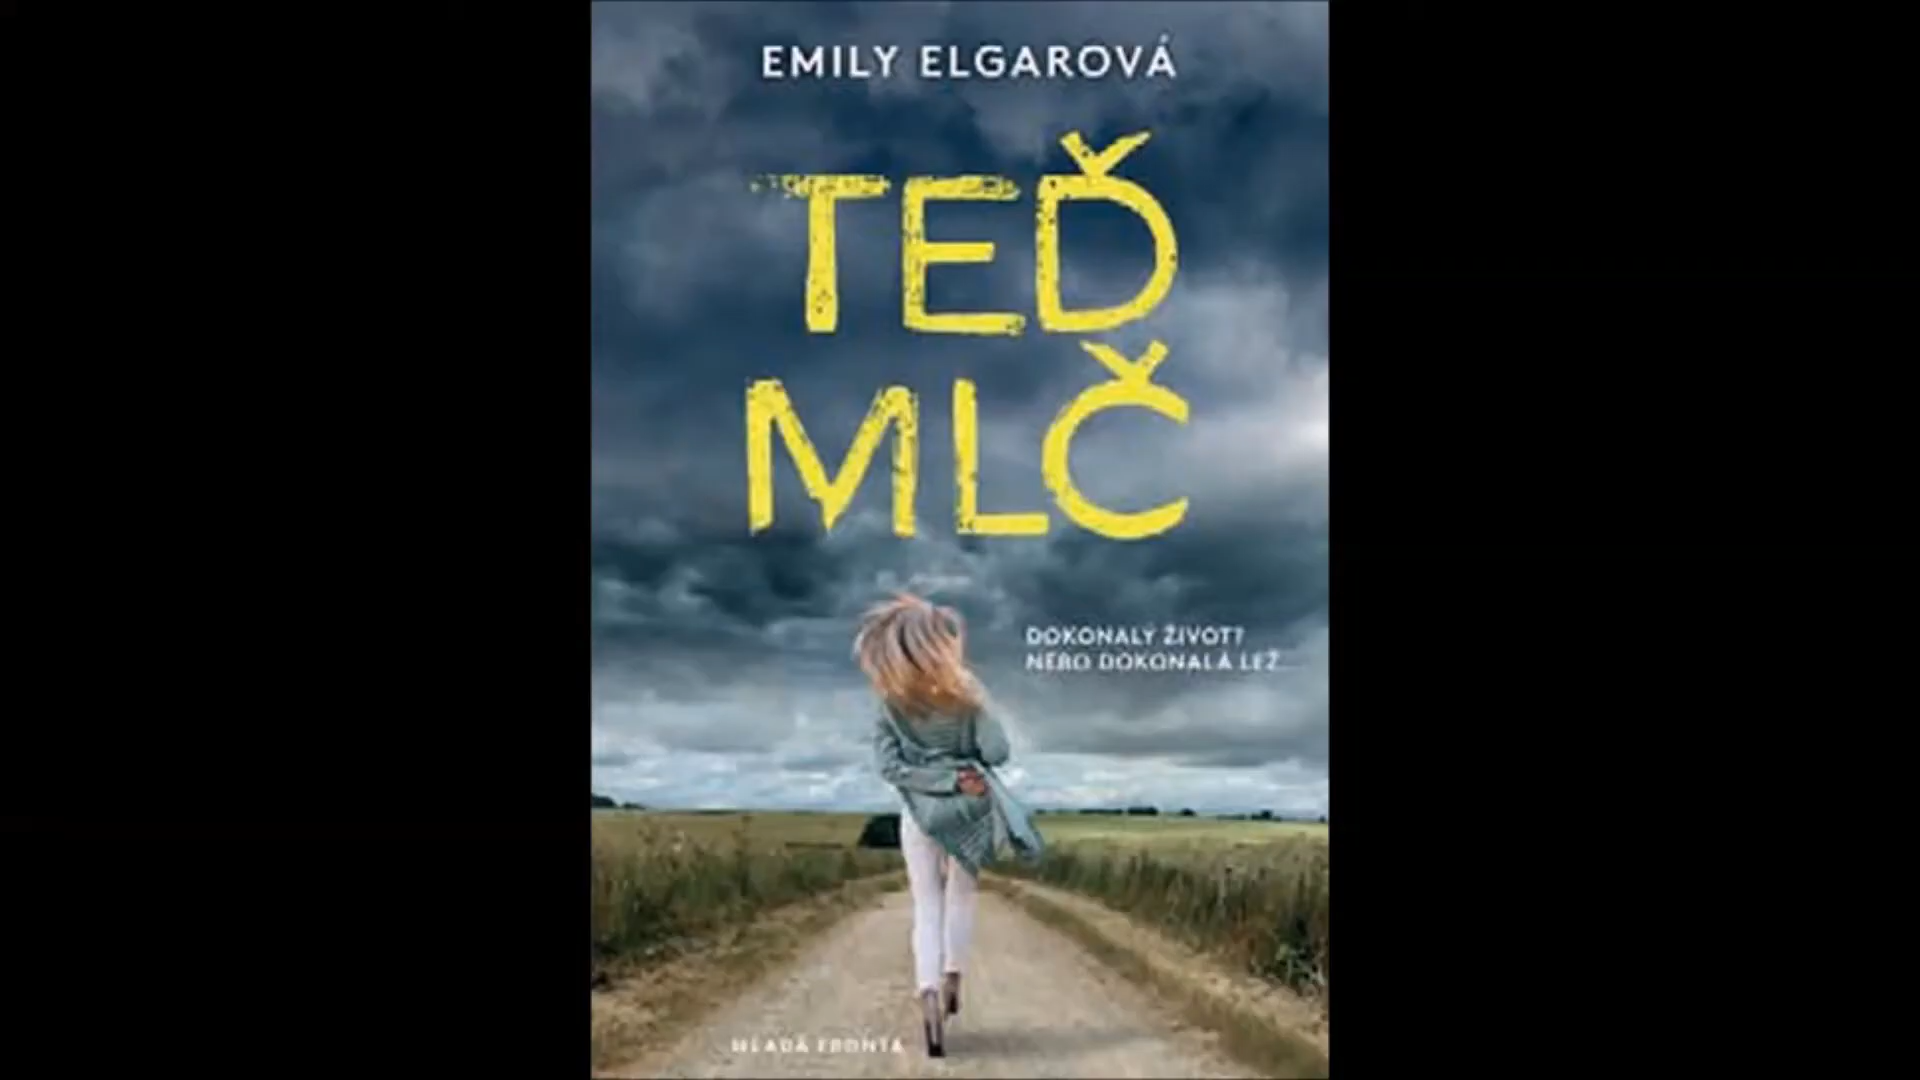 EMILY ELGAROVÁ
TEĎ
MLČ
DOKONALÝ ŽIVOT?
NEBO DOKONALÁ LEŽ
MLADÁ FRONTA